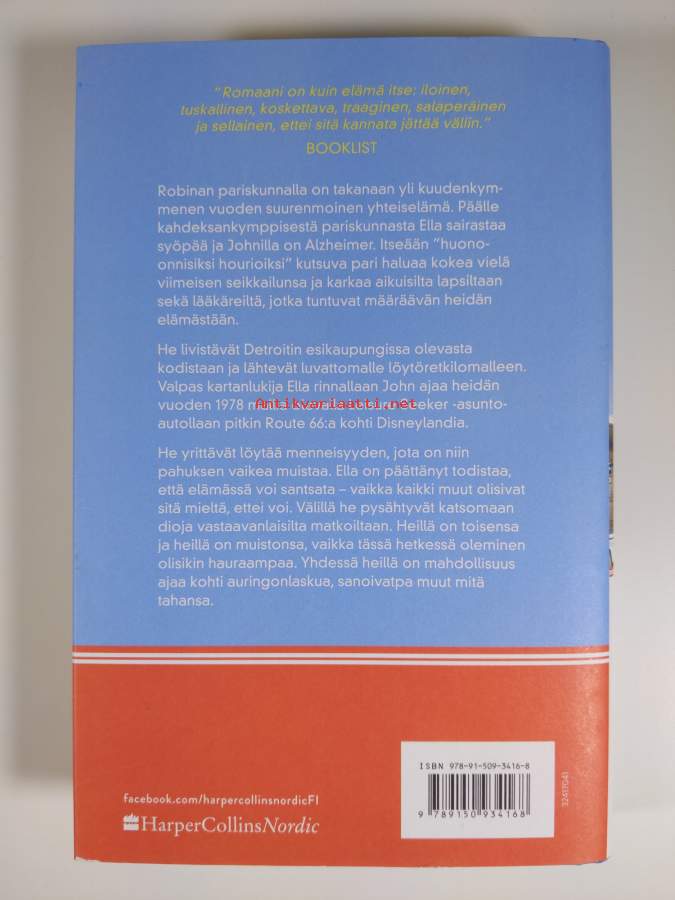 "Romaani on kuin elämä itse: iloinen,
tuskallinen, koskettava, traaginen, salaperäinen
ja sellainen, ettei sitä kannata jättää väliin."
BOOKLIST
Robinan pariskunnalla on takanaan yli kuudenkym-
menen vuoden suurenmoinen yhteiselämä. Päälle
kahdeksankymppisestä pariskunnasta Ella sairastaa
syöpää ja Johnilla on Alzheimer. Itseään "huono-
onnisiksi hourioiksi" kutsuva pari haluaa kokea vielä
viimeisen seikkailunsa ja karkaa aikuisilta lapsiltaan
sekä lääkäreiltä, jotka tuntuvat määräävän heidän
elämästään.
He livistävät Detroitin esikaupungissa olevasta
kodistaan ja lähtevät luvattomalle löytöretkilomalleen.
Valpas kartanlukija Ella rinnallaan John ajaa heidän
vuoden 1978 -asunto-
Antikvariaatti.net
autollaan pitkin Route 66:a kohti Disneylandia.
He yrittävät löytää menneisyyden, jota on niin
pahuksen vaikea muistaa. Ella on päättänyt todistaa,
että elämässä voi santsata – vaikka kaikki muut olisivat
sitä mieltä, ettei voi. Välillä he pysähtyvät katsomaan
dioja vastaavanlaisilta matkoiltaan. Heillä on toisensa
ja heillä on muistonsa, vaikka tässä hetkessä oleminen
olisikin hauraampaa. Yhdessä heillä on mahdollisuus
ajaa kohti auringonlaskua, sanoivatpa muut mitä
tahansa.
ISBN 978-91-509-3416-8
9 789150 934168
32417041
facebook.com/harpercollinsnordicFI
HarperCollinsNordic